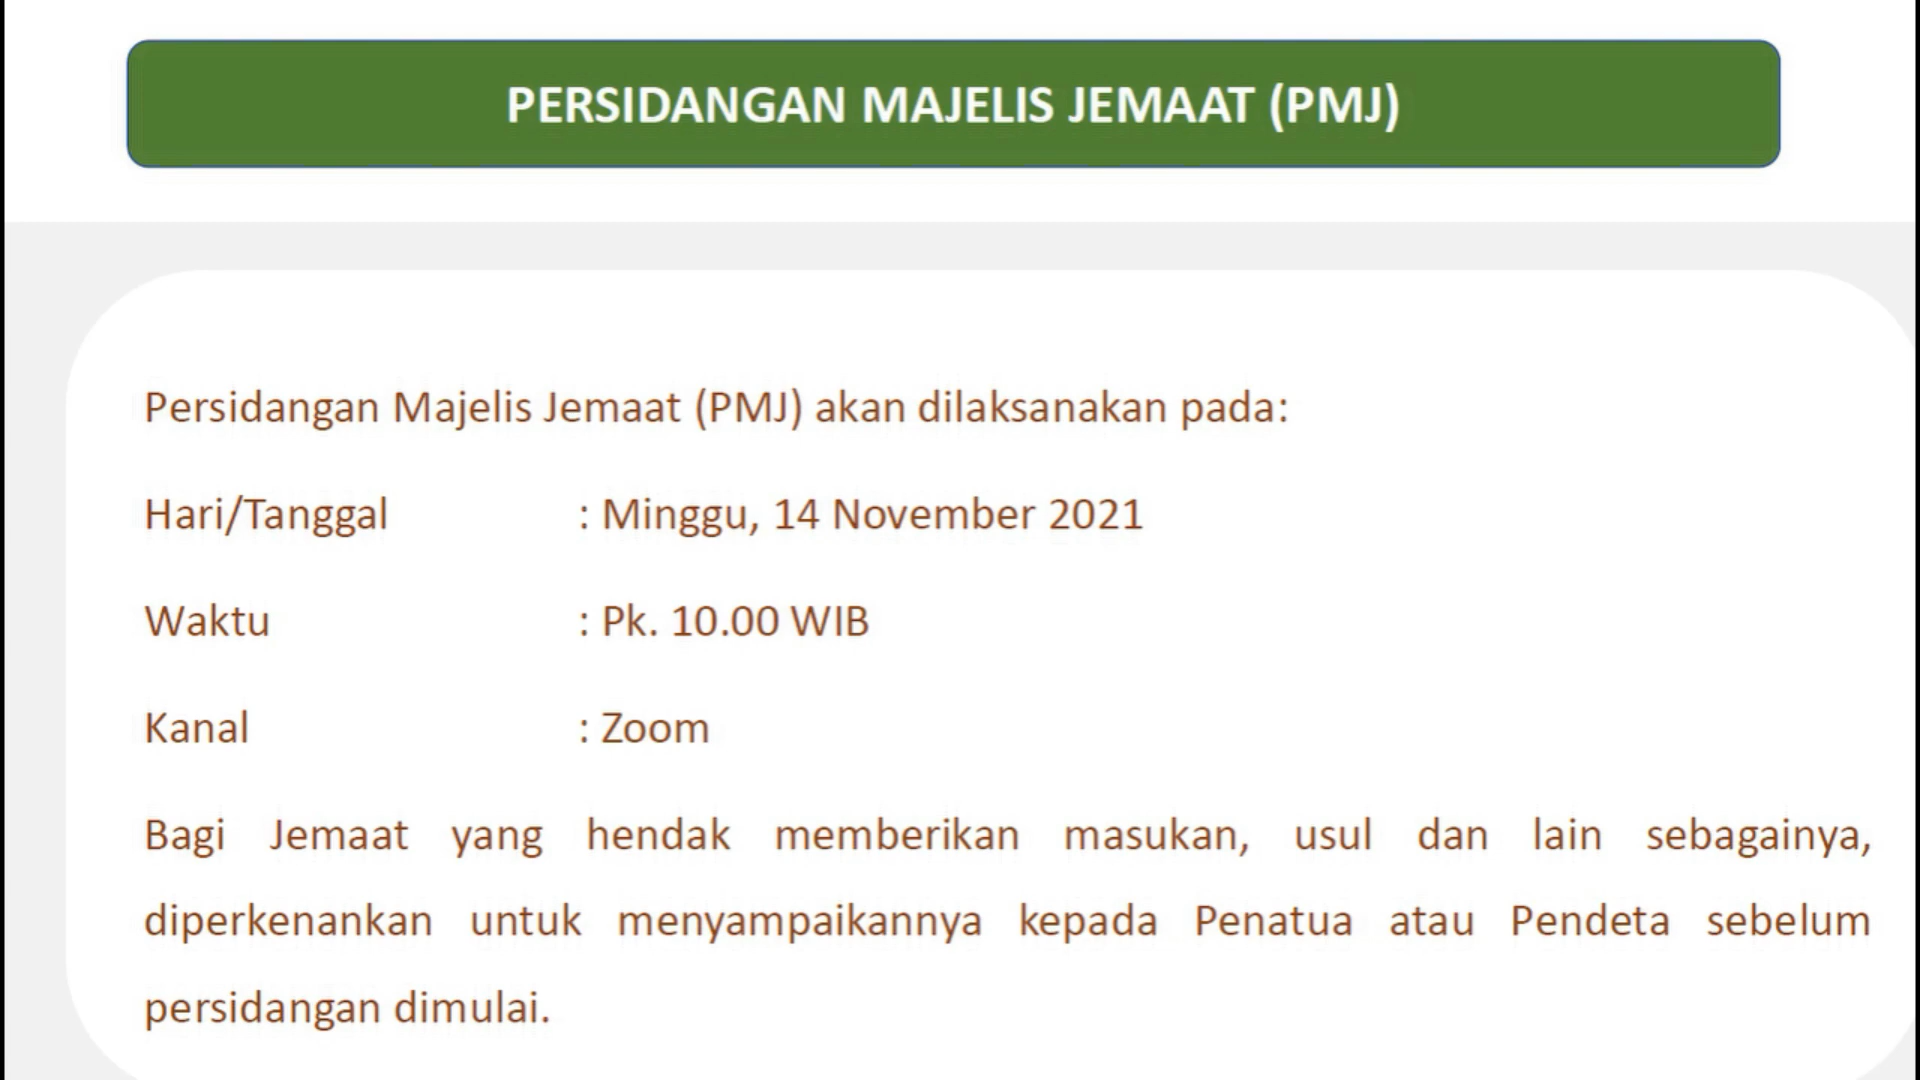 PERSIDANGAN MAJELIS JEMAAT (PMJ)
Persidangan Majelis Jemaat (PMJ) akan dilaksanakan pada:
Hari/Tanggal : Minggu, 14 November 2021
Waktu : Pk. 10.00 WIB
Kanal : Zoom
Bagi Jemaat yang hendak memberikan masukan, usul dan lain sebagainya,
diperkenankan untuk menyampaikannya kepada Penatua atau Pendeta sebelum
persidangan dimulai.